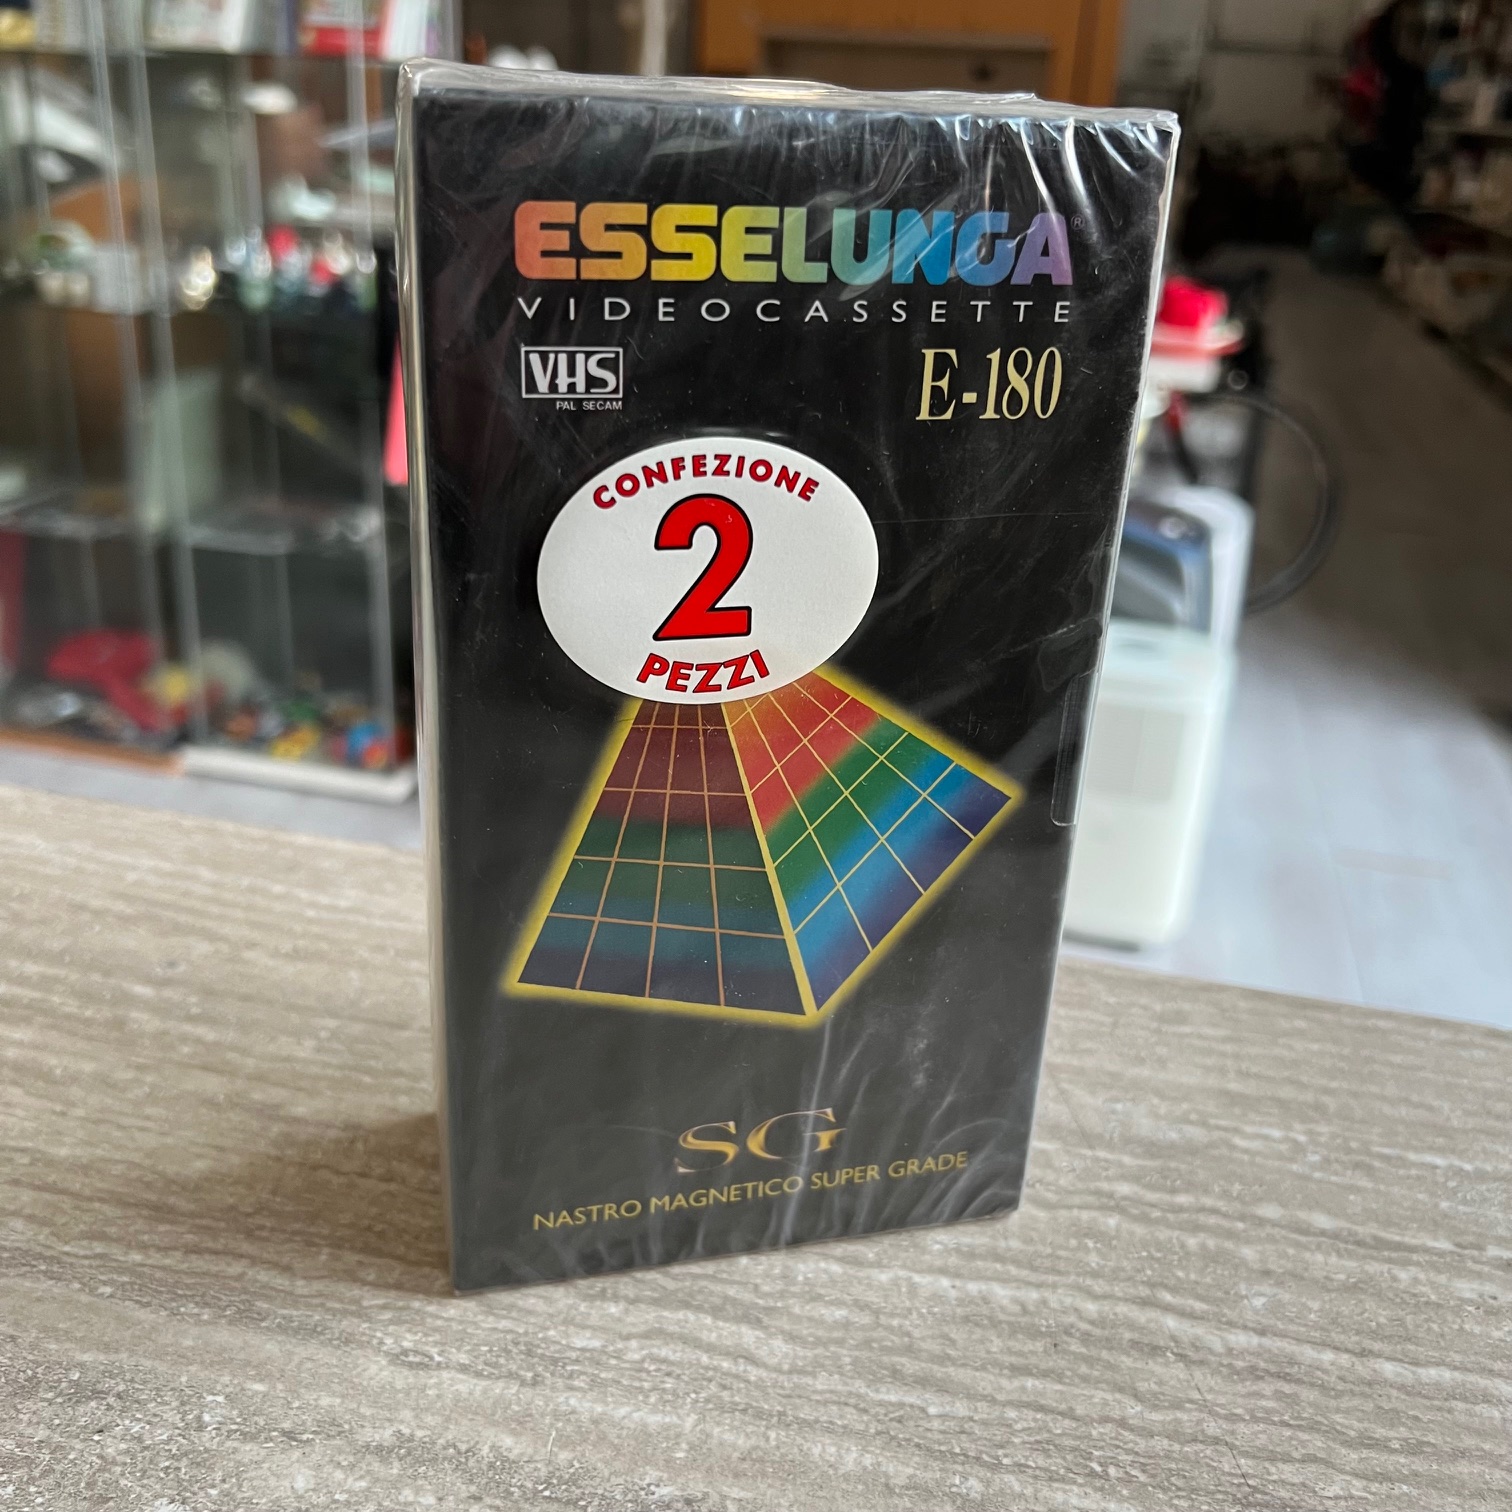 ESSELUNGA®
VIDEOCASSETTE
VHS
PAL SECAM
E-180
CONFEZIONE
2
PEZZI
SG
NASTRO MAGNETICO SUPER GRADE